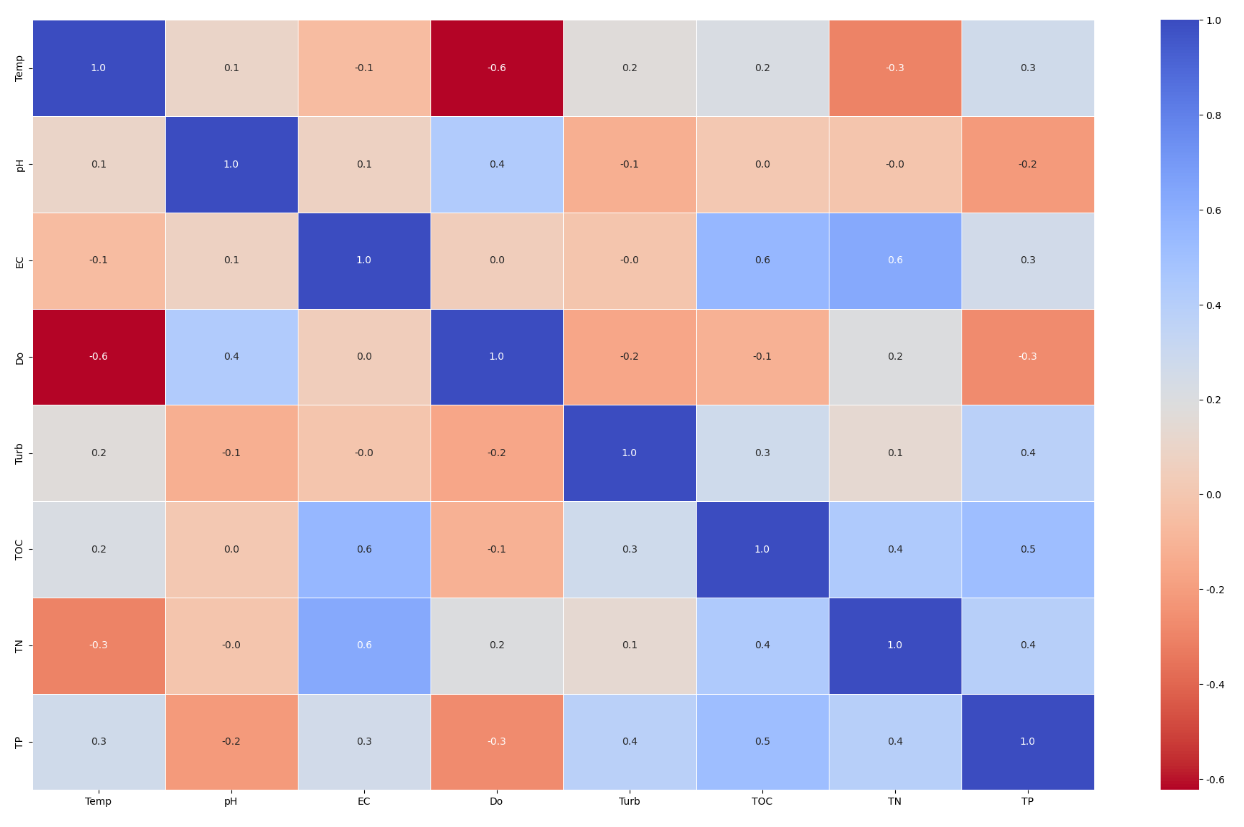 Temp 1.0 0.1 -0.1 -0.6 0.2 0.2 -0.3 0.3
pH 0.1 1.0 0.1 0.4 -0.1 0.0 -0.0 -0.2
EC -0.1 0.1 1.0 0.0 -0.0 0.6 0.6 0.3
Do -0.6 0.4 0.0 1.0 -0.2 -0.1 0.2 -0.3
Turb 0.2 -0.1 -0.0 -0.2 1.0 0.3 0.1 0.4
TOC 0.2 0.0 0.6 -0.1 0.3 1.0 0.4 0.5
TN -0.3 -0.0 0.6 0.2 0.1 0.4 1.0 0.4
TP 0.3 -0.2 0.3 -0.3 0.4 0.5 0.4 1.0
Temp pH EC Do Turb TOC TN TP
1.0
0.8
0.6
0.4
0.2
0.0
-0.2
-0.4
-0.6